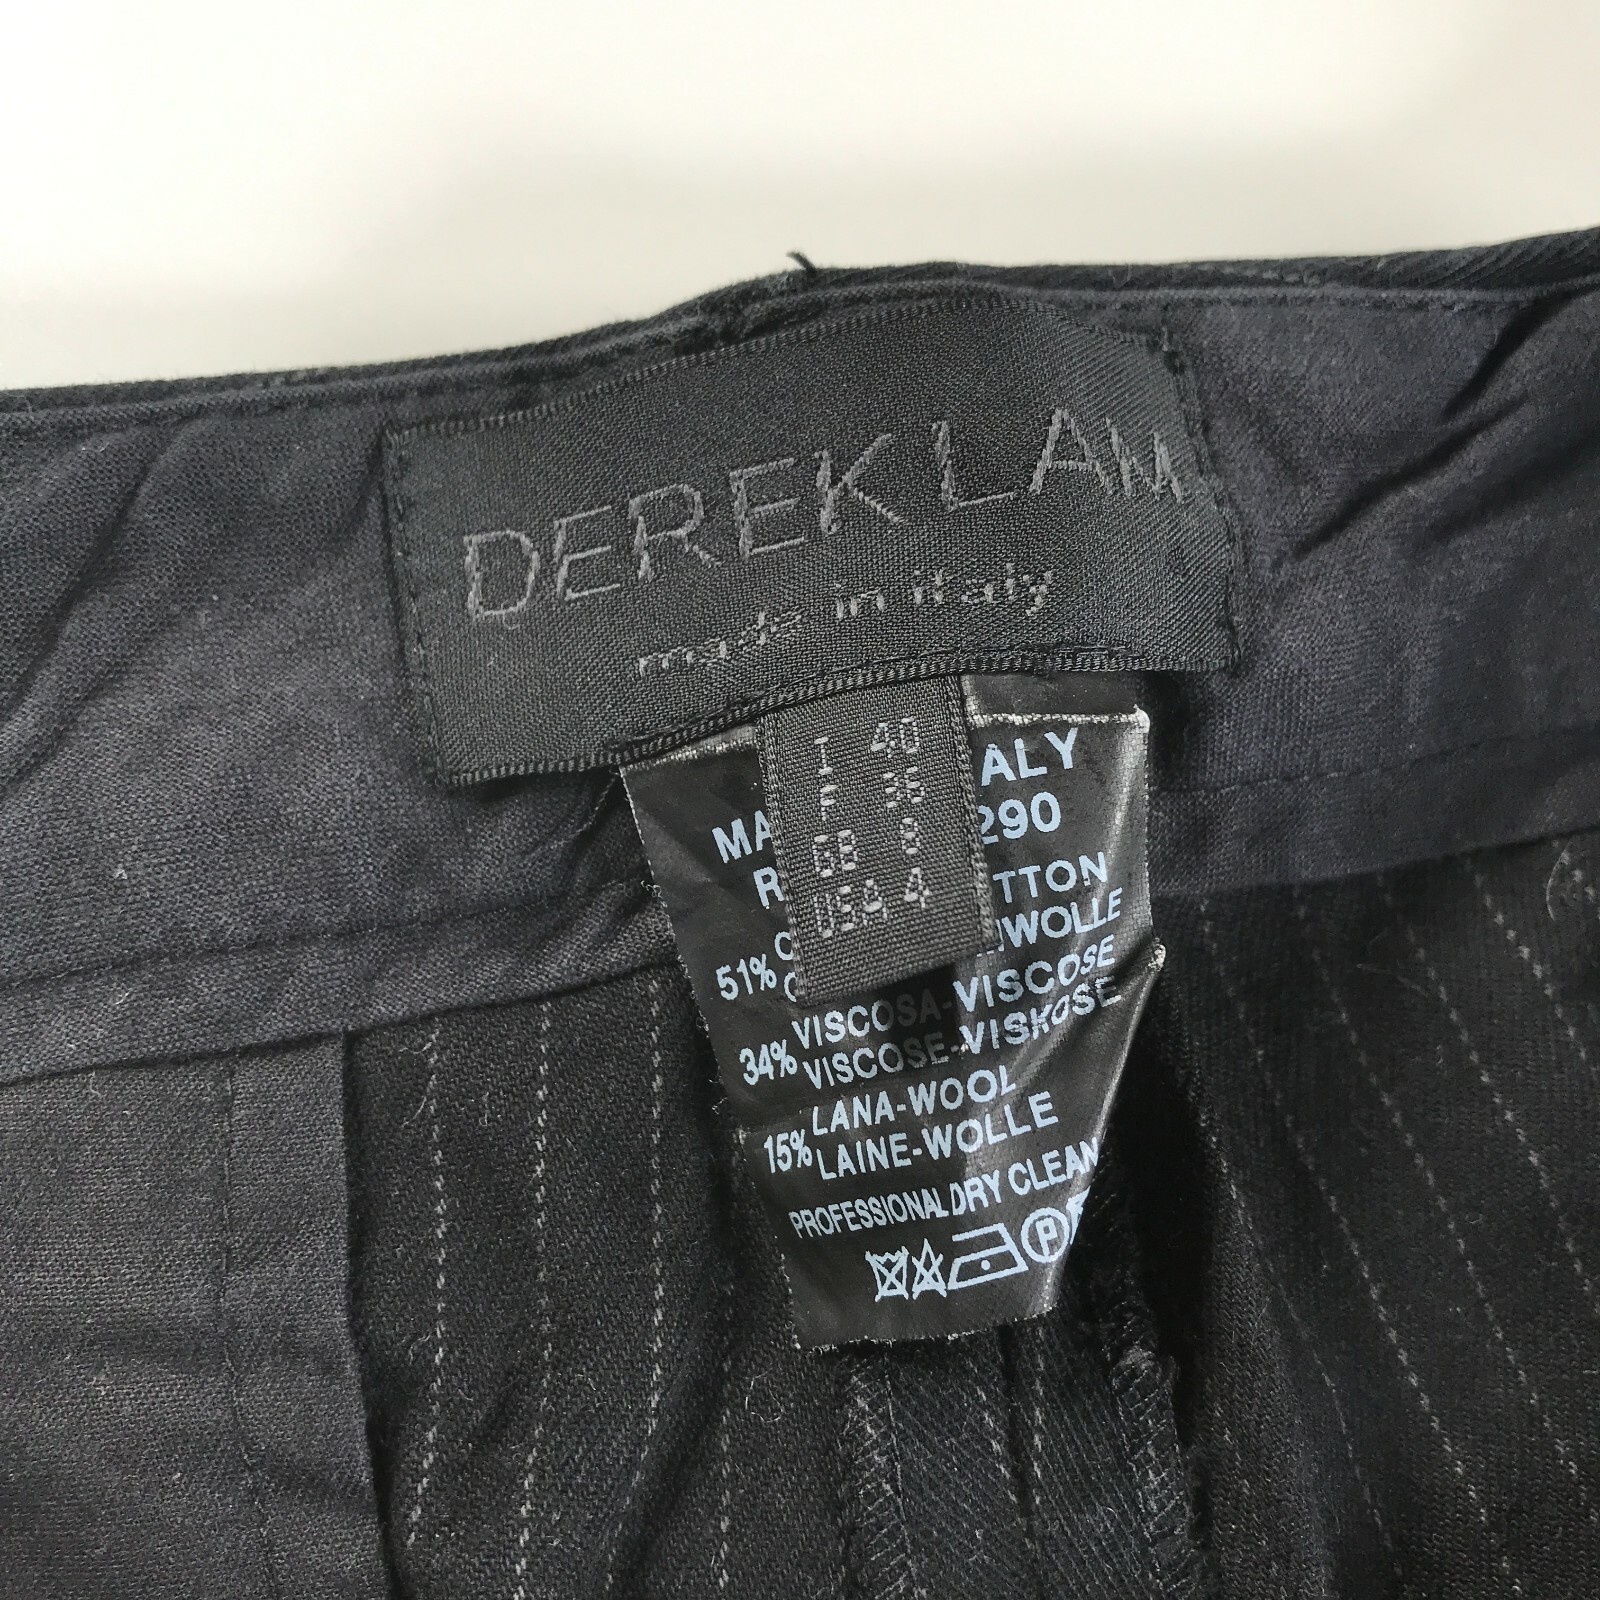 DEREK LAM
made in italy
I 40
F 36
GB 8
USA 4
ALY
290
TTON
WOLLE
51%
VISCOSA-VISCOSE
34% VISCOSE-VISKOSE
LANA-WOOL
15% LAINE-WOLLE
PROFESSIONAL DRY CLEAN
P